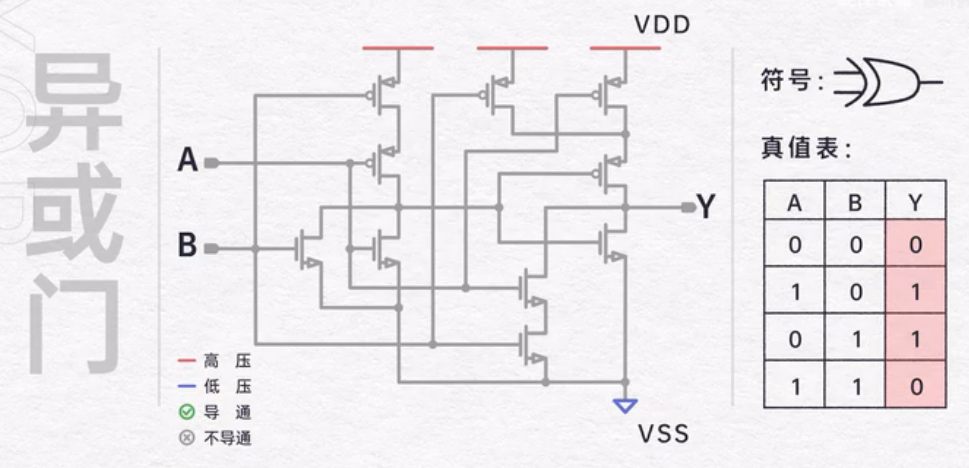 异
或
门
VDD
A
B
Y
VSS
高 压
低 压
导 通
不导通
符号:
真值表:
A B Y
0 0 0
1 0 1
0 1 1
1 1 0